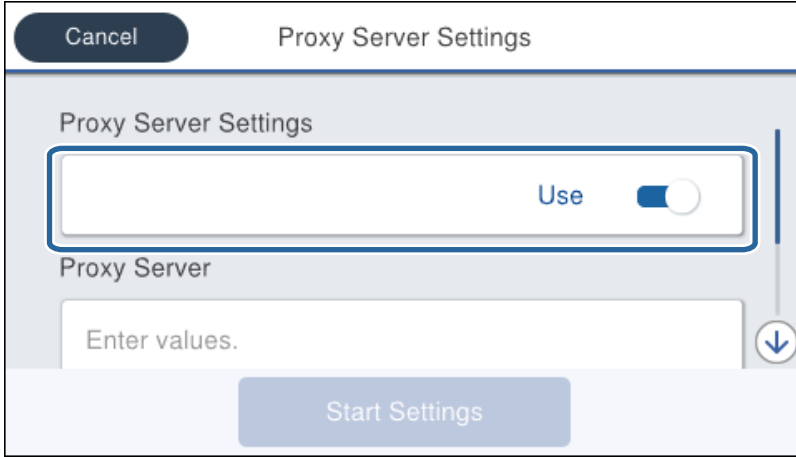 Cancel Proxy Server Settings
Proxy Server Settings
Use
Proxy Server
Enter values.
Start Settings